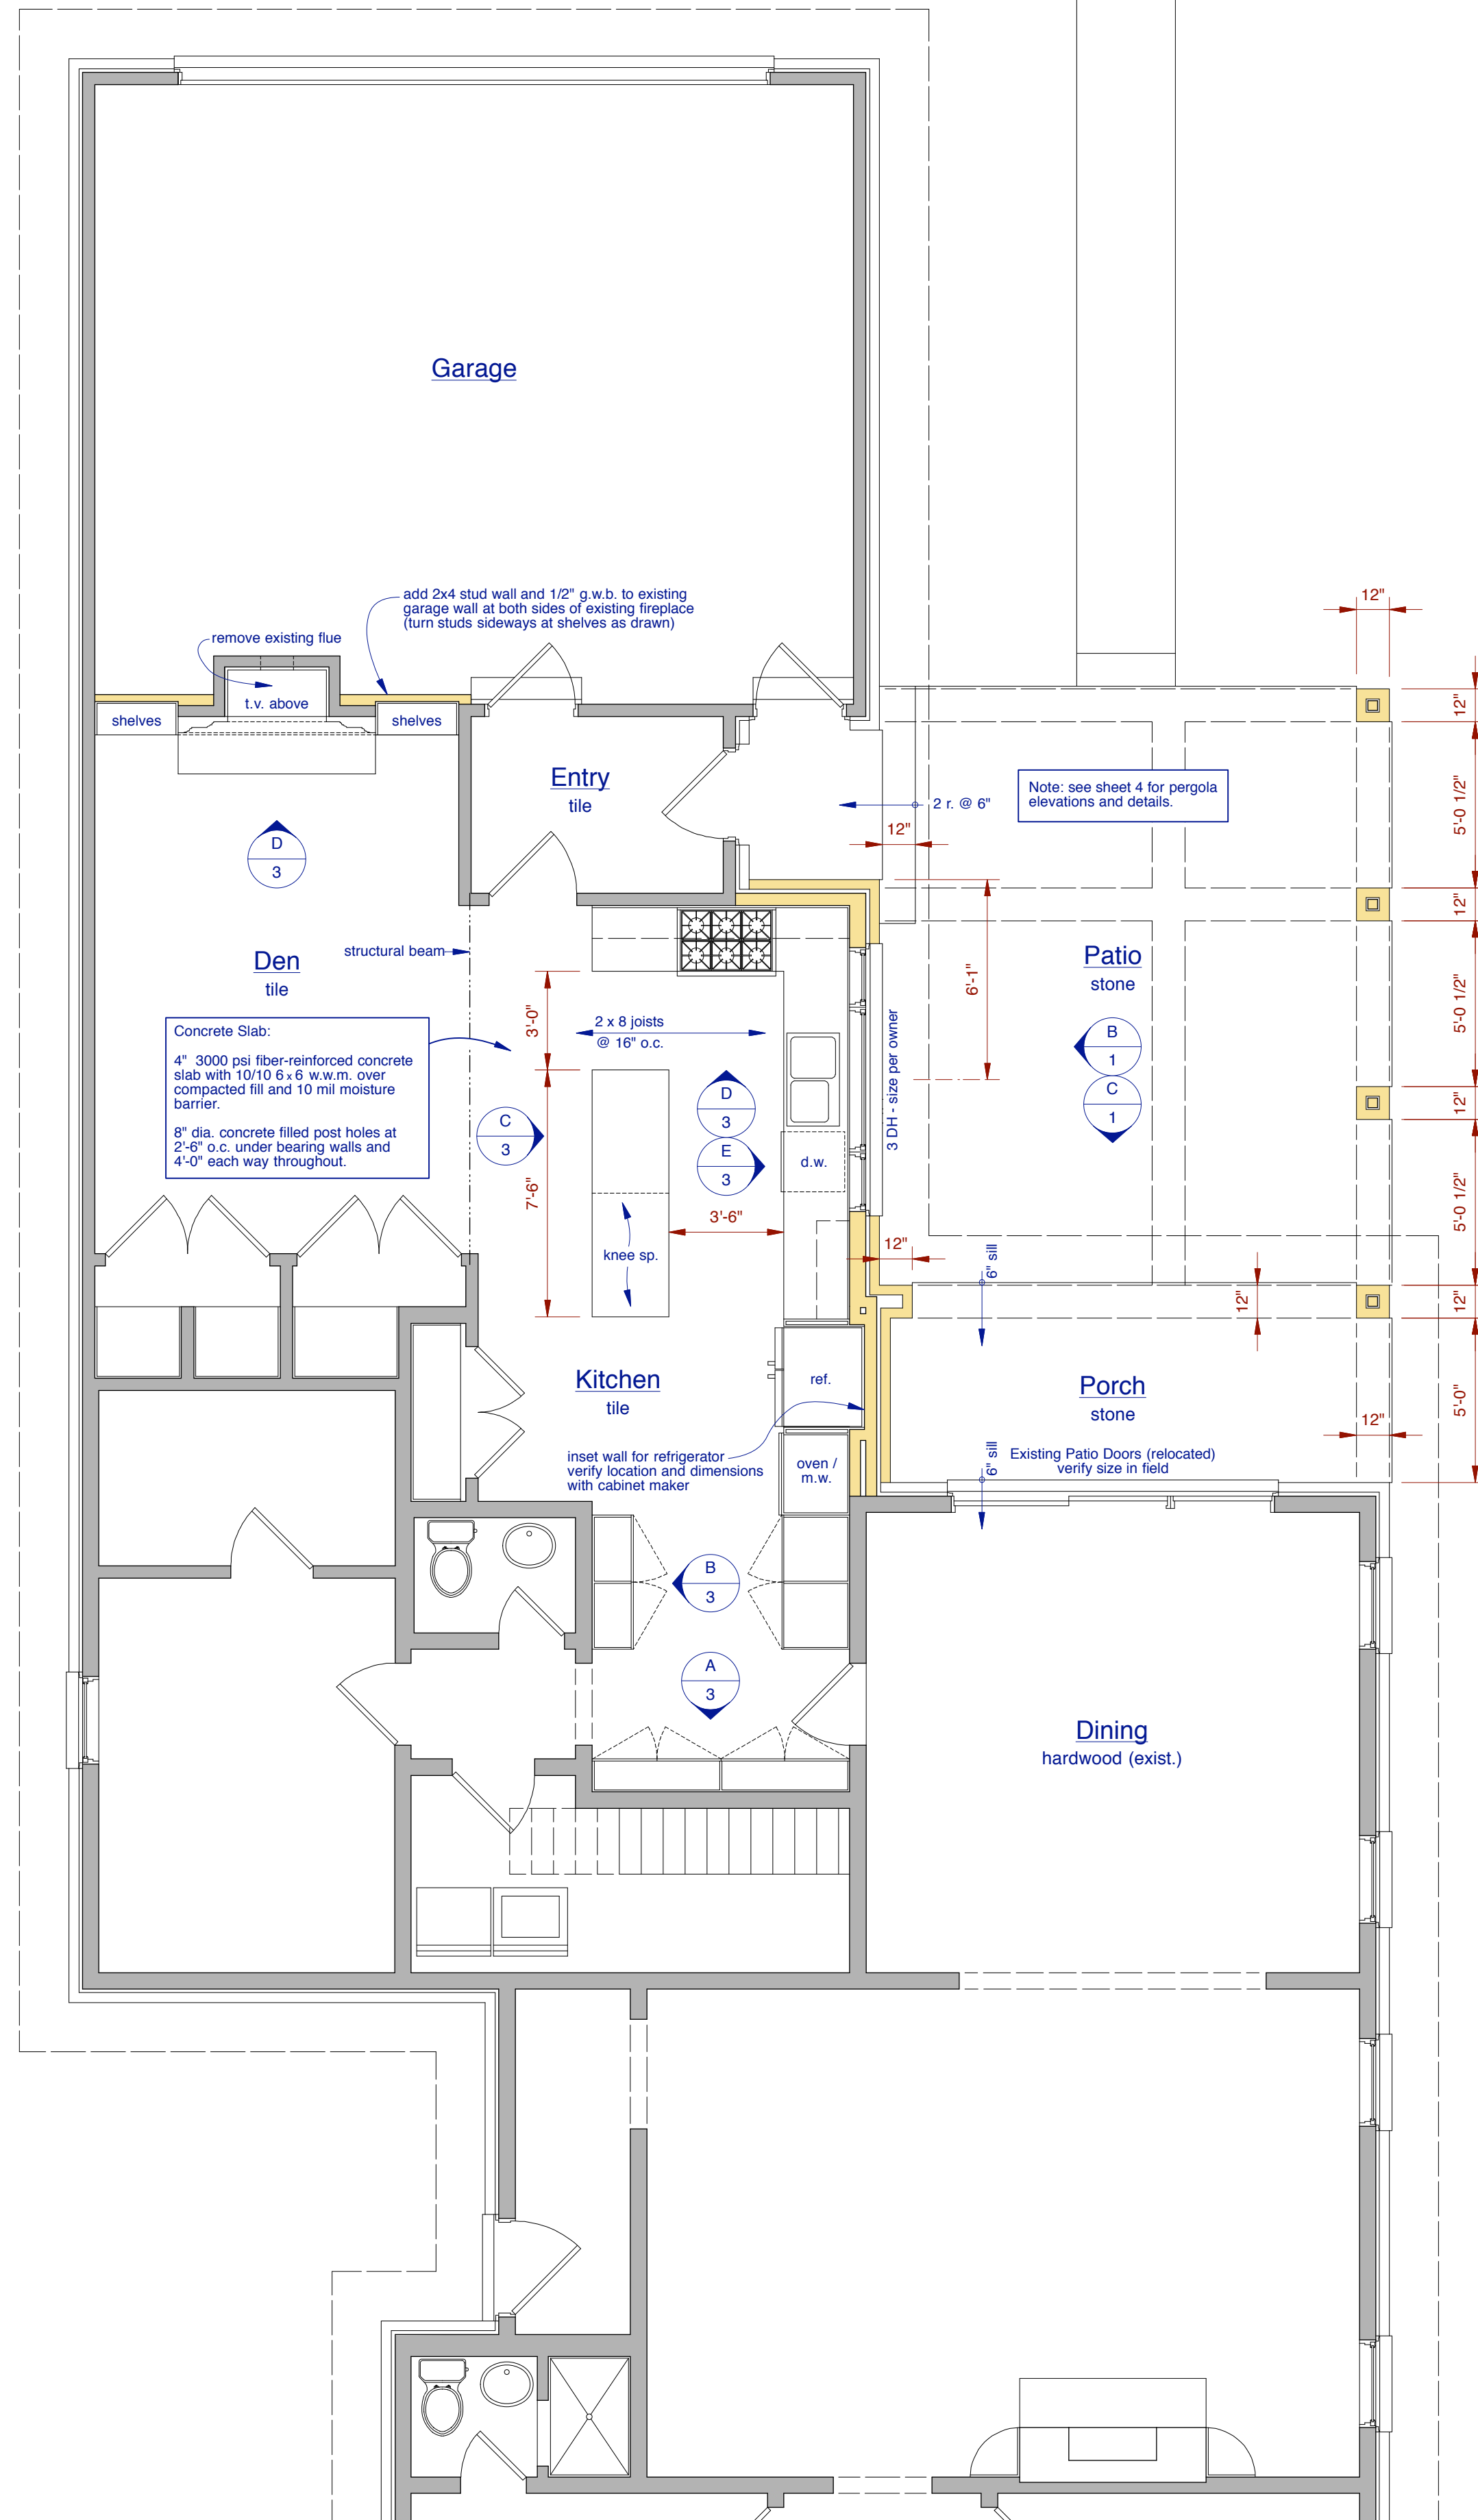 Garage
add 2x4 stud wall and 1/2" g.w.b. to existing
garage wall at both sides of existing fireplace
(turn studs sideways at shelves as drawn)
12"
remove existing flue
t.v. above
shelves
shelves
12"
Entry
tile
Note: see sheet 4 for pergola
elevations and details.
2 r. @ 6"
12"
5'-0 1/2"
D
3
12"
structural beam
Den
tile
Patio
stone
6'-1"
3'-0"
2 x 8 joists
@ 16" o.c.
5'-0 1/2"
Concrete Slab:
4" 3000 psi fiber-reinforced concrete
slab with 10/10 6 x 6 w.w.m. over
compacted fill and 10 mil moisture
barrier.
8" dia. concrete filled post holes at
2'-6" o.c. under bearing walls and
4'-0" each way throughout.
B
1
C
1
3 DH - size per owner
D
3
E
3
C
3
12"
d.w.
7'-6"
3'-6"
5'-0 1/2"
knee sp.
12"
6" sill
12"
12"
Kitchen
tile
ref.
Porch
stone
5'-0"
12"
inset wall for refrigerator
verify location and dimensions
with cabinet maker
oven /
m.w.
6" sill
Existing Patio Doors (relocated)
verify size in field
B
3
A
3
Dining
hardwood (exist.)